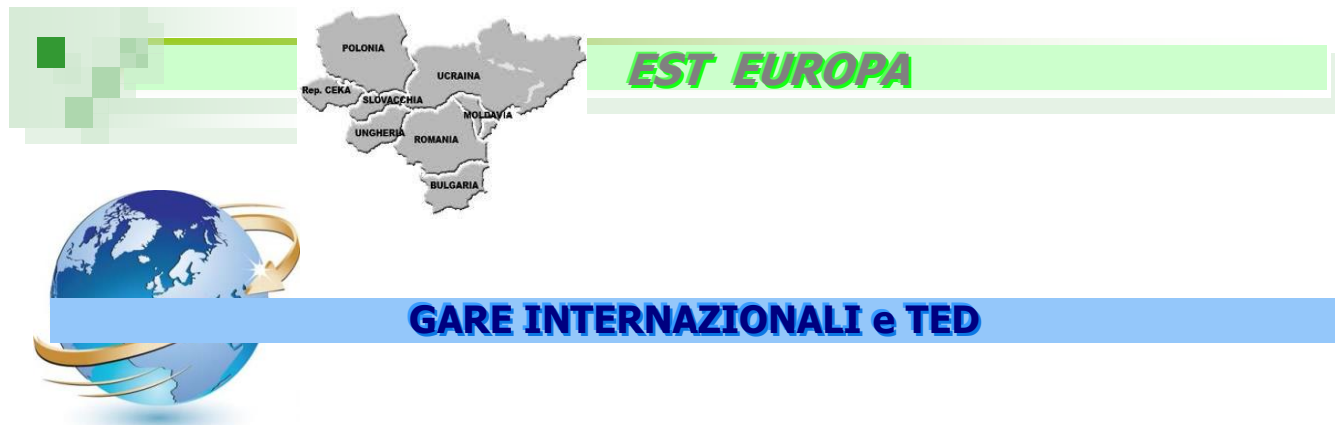 POLONIA
EST EUROPA
UCRAINA
Rep. CEKA
SLOVACCHIA
MOLDAVIA
UNGHERIA
ROMANIA
BULGARIA
GARE INTERNAZIONALI e TED